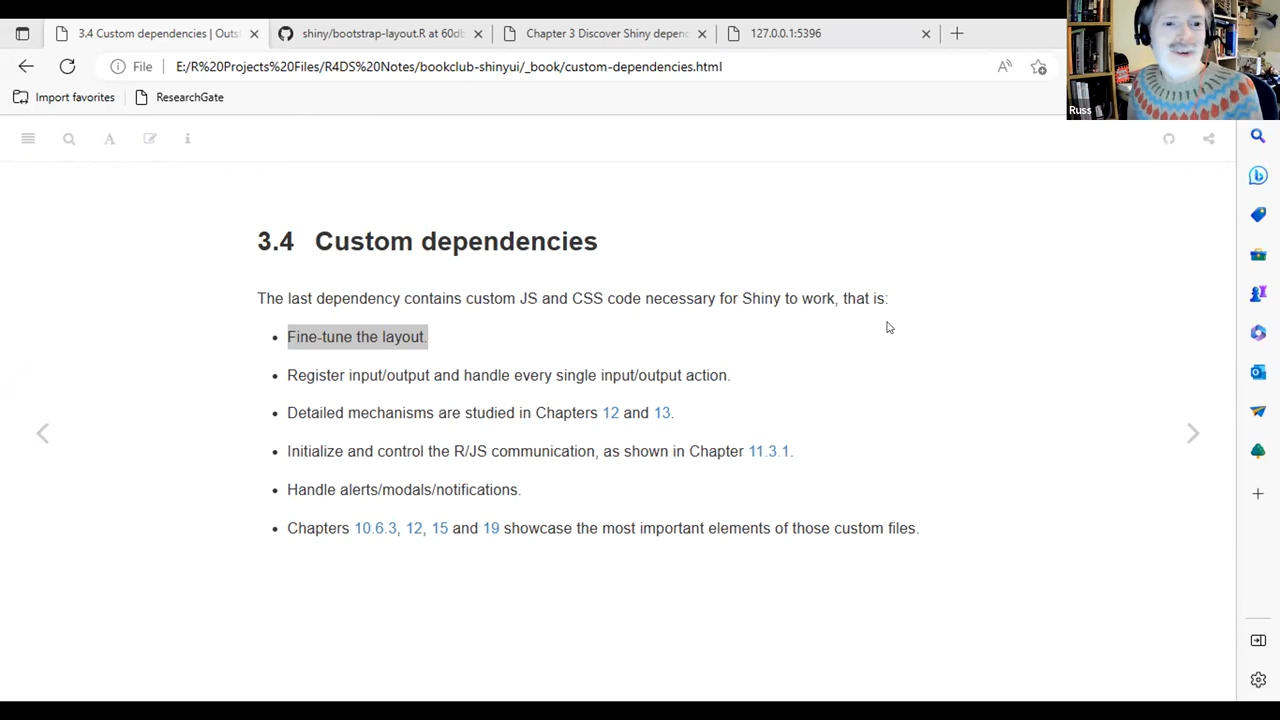 3.4 Custom dependencies | Outs
shiny/bootstrap-layout.R at 60db
Chapter 3 Discover Shiny depend
127.0.0.1:5396
File
E:/R%20Projects%20Files/R4DS%20Notes/bookclub-shinyui/_book/custom-dependencies.html
Import favorites
ResearchGate
Russ
3.4 Custom dependencies
The last dependency contains custom JS and CSS code necessary for Shiny to work, that is:
• Fine-tune the layout.
• Register input/output and handle every single input/output action.
• Detailed mechanisms are studied in Chapters 12 and 13.
• Initialize and control the R/JS communication, as shown in Chapter 11.3.1.
• Handle alerts/modals/notifications.
• Chapters 10.6.3, 12, 15 and 19 showcase the most important elements of those custom files.